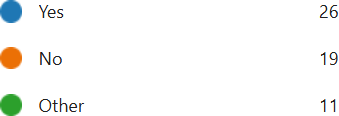 Yes 26
No 19
Other 11